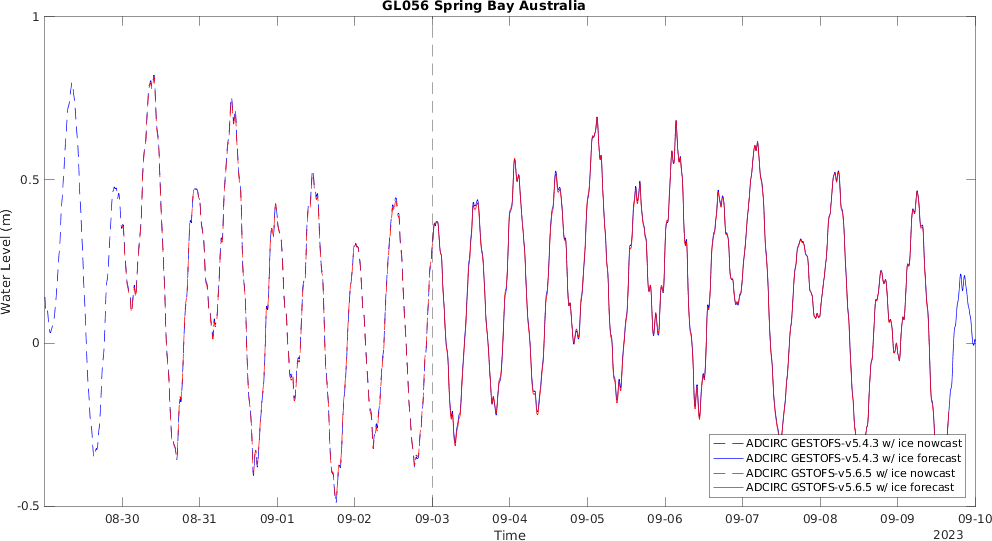 GL056 Spring Bay Australia
1
0.5
0
-0.5
Water Level (m)
08-30 08-31 09-01 09-02 09-03 09-04 09-05 09-06 09-07 09-08 09-09 09-10
Time
2023
ADCIRC GESTOFS-v5.4.3 w/ ice nowcast
ADCIRC GESTOFS-v5.4.3 w/ ice forecast
ADCIRC GSTOFS-v5.6.5 w/ ice nowcast
ADCIRC GSTOFS-v5.6.5 w/ ice forecast